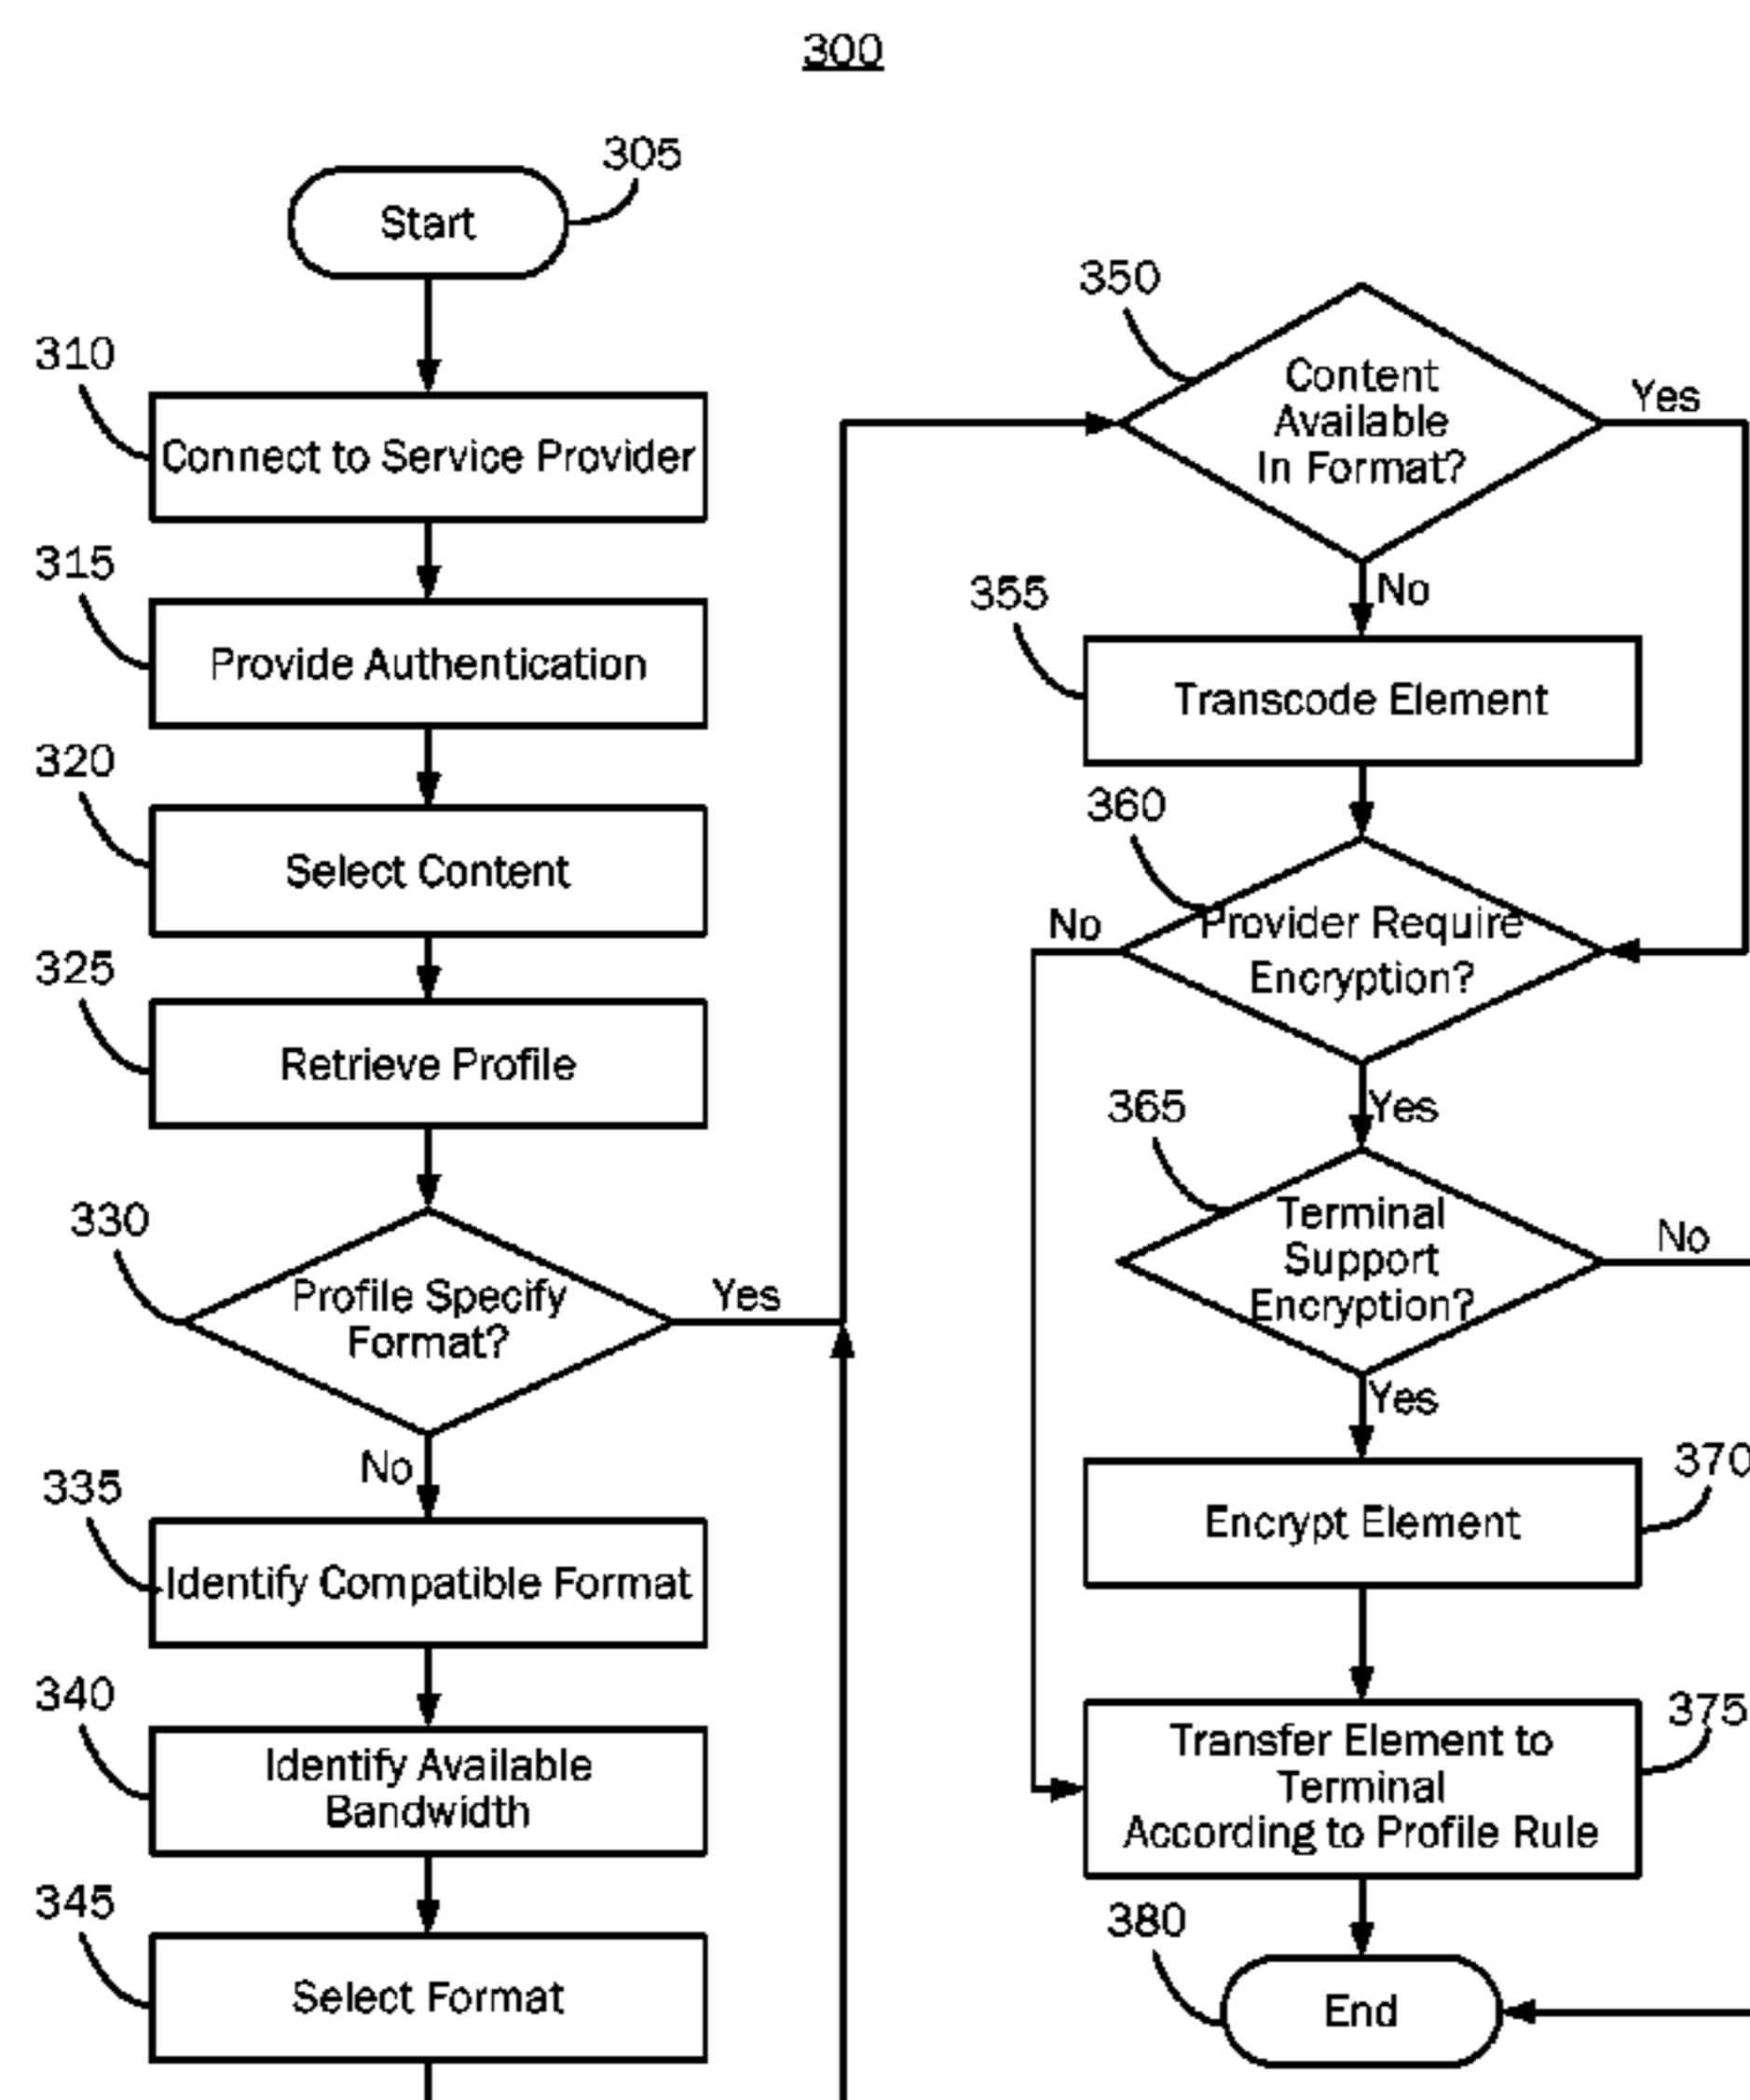 300
305
Start
310
Connect to Service Provider
315
Provide Authentication
320
Select Content
325
Retrieve Profile
330
Profile Specify
Format?
Yes
No
335
Identify Compatible Format
340
Identify Available
Bandwidth
345
Select Format
350
Content
Available
In Format?
Yes
No
355
Transcode Element
360
Provider Require
Encryption?
No
Yes
365
Terminal
Support
Encryption?
No
Yes
370
Encrypt Element
375
Transfer Element to
Terminal
According to Profile Rule
380
End